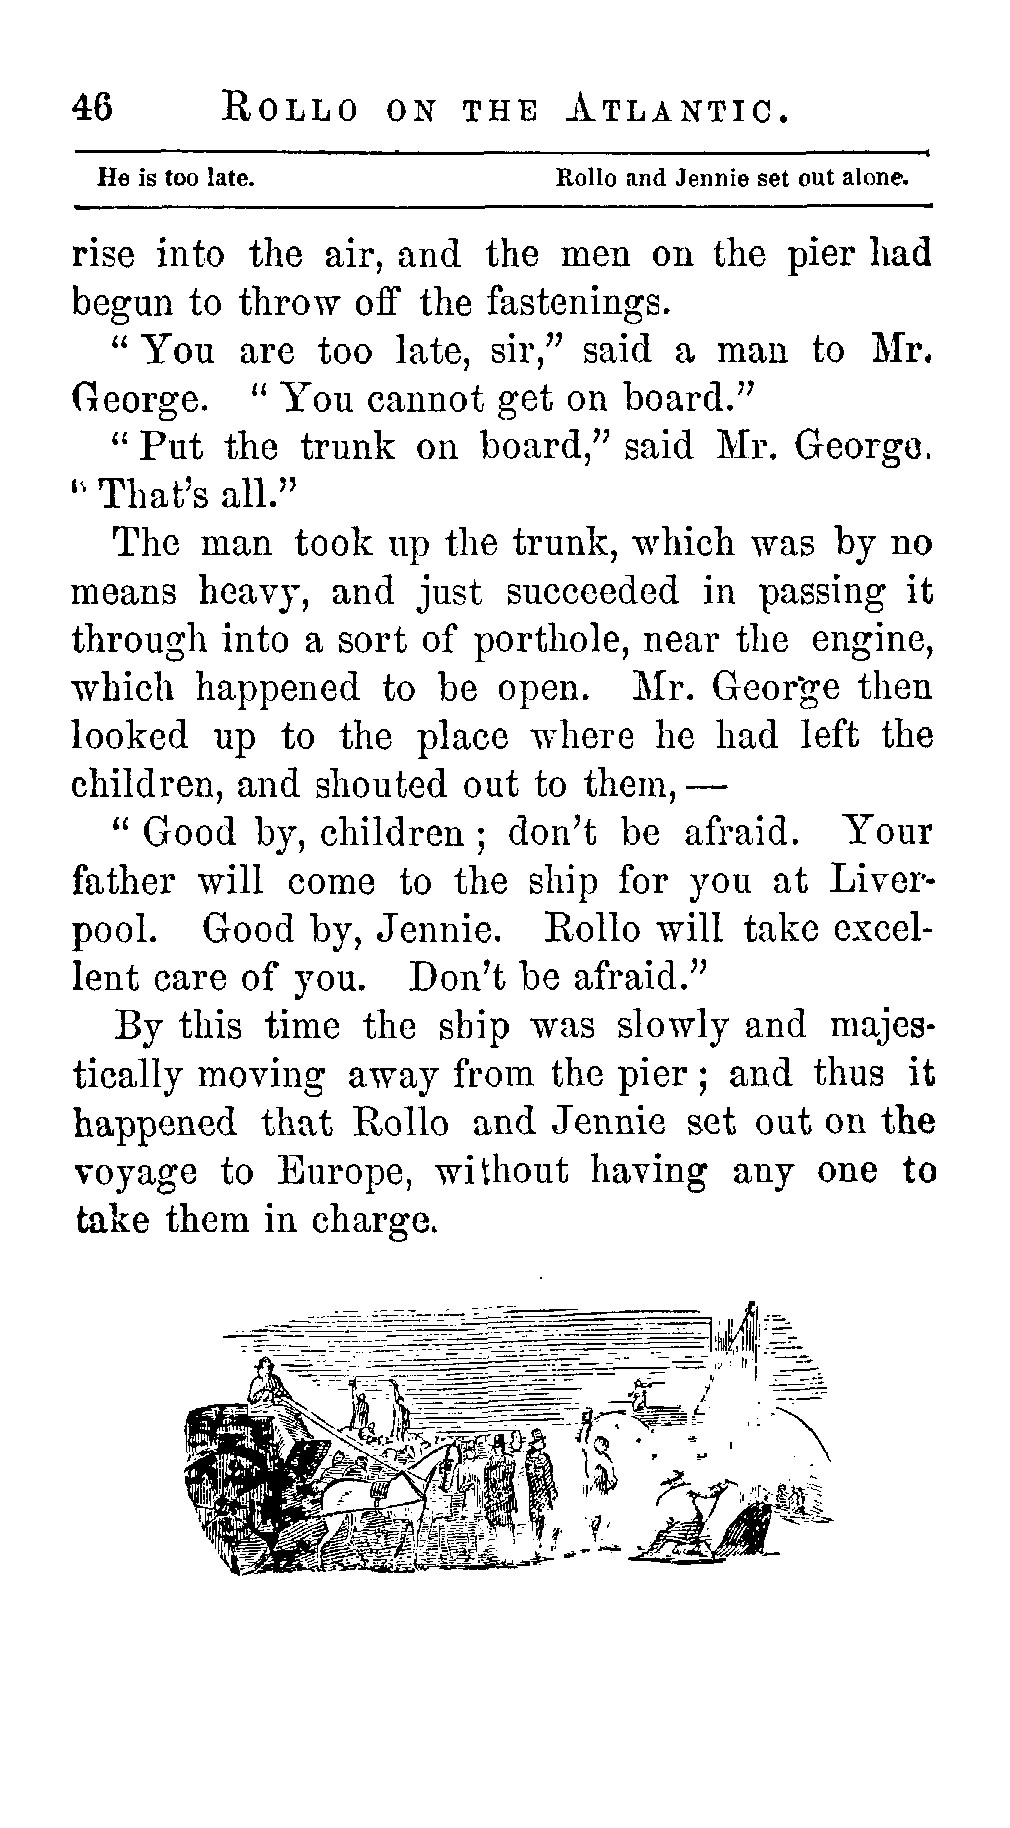 46 ROLLO ON THE ATLANTIC.
He is too late. Rollo and Jennie set out alone.
rise into the air, and the men on the pier had
begun to throw off the fastenings.
“ You are too late, sir,” said a man to Mr.
George. “ You cannot get on board.”
“ Put the trunk on board,” said Mr. George.
“ That’s all.”
The man took up the trunk, which was by no
means heavy, and just succeeded in passing it
through into a sort of porthole, near the engine,
which happened to be open. Mr. George then
looked up to the place where he had left the
children, and shouted out to them, —
“ Good by, children ; don’t be afraid. Your
father will come to the ship for you at Liver-
pool. Good by, Jennie. Rollo will take excel-
lent care of you. Don’t be afraid.”
By this time the ship was slowly and majes-
tically moving away from the pier ; and thus it
happened that Rollo and Jennie set out on the
voyage to Europe, without having any one to
take them in charge.